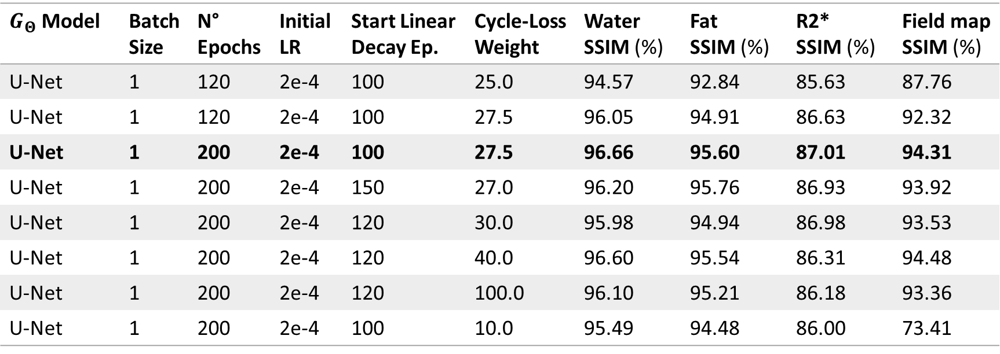 G_Θ Model Batch Size N° Epochs Initial LR Start Linear Decay Ep. Cycle-Loss Weight Water SSIM (%) Fat SSIM (%) R2* SSIM (%) Field map SSIM (%)
U-Net 1 120 2e-4 100 25.0 94.57 92.84 85.63 87.76
U-Net 1 120 2e-4 100 27.5 96.05 94.91 86.63 92.32
U-Net 1 200 2e-4 100 27.5 96.66 95.60 87.01 94.31
U-Net 1 200 2e-4 150 27.0 96.20 95.76 86.93 93.92
U-Net 1 200 2e-4 120 30.0 95.98 94.94 86.98 93.53
U-Net 1 200 2e-4 120 40.0 96.60 95.54 86.31 94.48
U-Net 1 200 2e-4 120 100.0 96.10 95.21 86.18 93.36
U-Net 1 200 2e-4 100 10.0 95.49 94.48 86.00 73.41